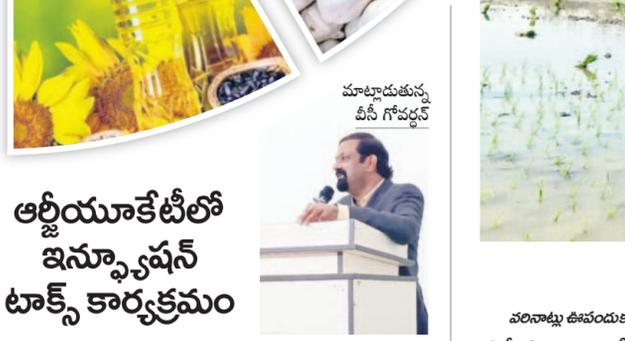 మాట్లాడుతున్న
వీసీ గోవర్ధన్
ఆర్జీయూకేటీలో
ఇన్ఫ్యూషన్
టాక్స్ కార్యక్రమం
వరినాట్లు ఊపందుక